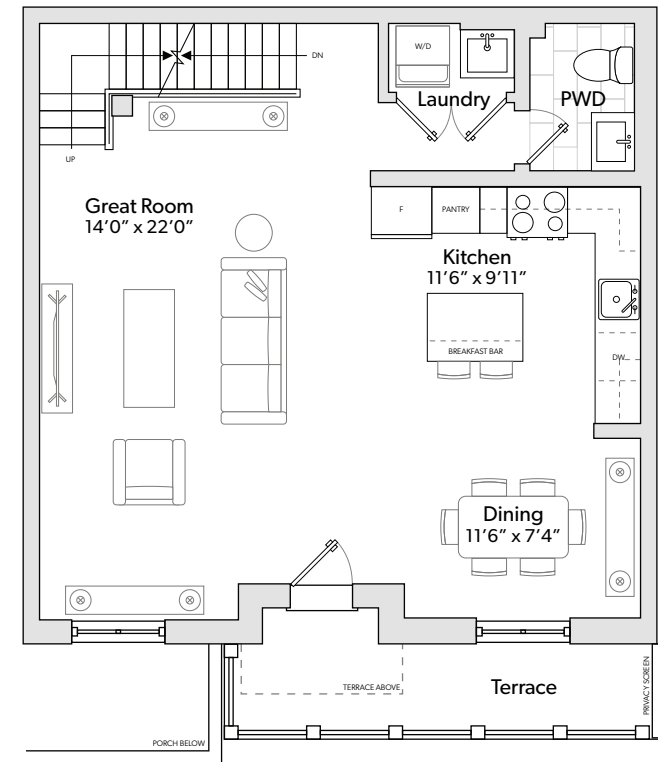 W/D
DN
Laundry
PWD
UP
Great Room
14'0" x 22'0"
F
PANTRY
Kitchen
11'6" x 9'11"
BREAKFAST BAR
DW
Dining
11'6" x 7'4"
TERRACE ABOVE
Terrace
PRIVACY SCREEN
PORCH BELOW